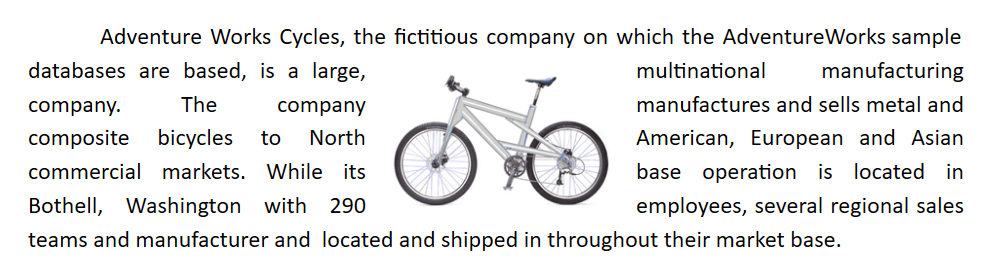 Adventure Works Cycles, the fictitious company on which the AdventureWorks sample
databases are based, is a large, multinational manufacturing
company. The company manufactures and sells metal and
composite bicycles to North American, European and Asian
commercial markets. While its base operation is located in
Bothell, Washington with 290 employees, several regional sales
teams and manufacturer and  located and shipped in throughout their market base.